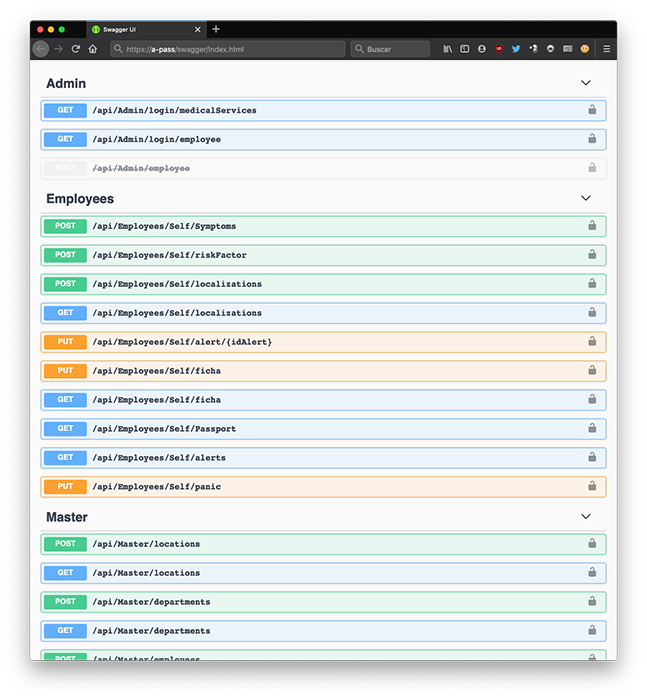 Swagger UI
https://a-pass/swagger/index.html
Buscar
Admin
GET /api/Admin/login/medicalServices
GET /api/Admin/login/employee
POST /api/Admin/employee
Employees
POST /api/Employees/Self/Symptoms
POST /api/Employees/Self/riskFactor
POST /api/Employees/Self/localizations
GET /api/Employees/Self/localizations
PUT /api/Employees/Self/alert/{idAlert}
PUT /api/Employees/Self/ficha
GET /api/Employees/Self/ficha
GET /api/Employees/Self/Passport
GET /api/Employees/Self/alerts
PUT /api/Employees/Self/panic
Master
POST /api/Master/locations
GET /api/Master/locations
POST /api/Master/departments
GET /api/Master/departments
POST /api/Master/employees